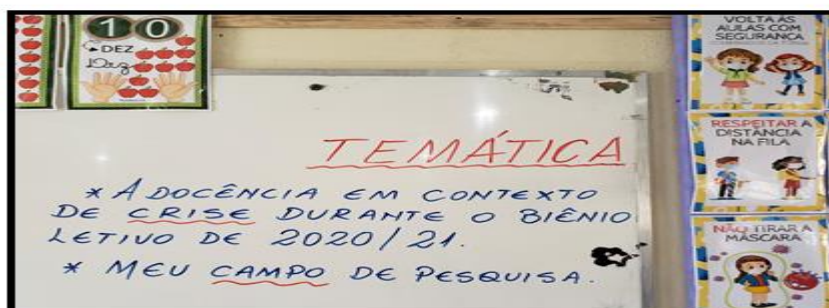 10
DEZ
Dez
TEMÁTICA
* A DOCÊNCIA EM CONTEXTO
DE CRISE DURANTE O BIÊNIO
LETIVO DE 2020/21.
* MEU CAMPO DE PESQUISA.
VOLTA ÀS
AULAS COM
SEGURANÇA
RESPEITAR A
DISTÂNCIA
NA FILA
NÃO TIRAR A
MÁSCARA